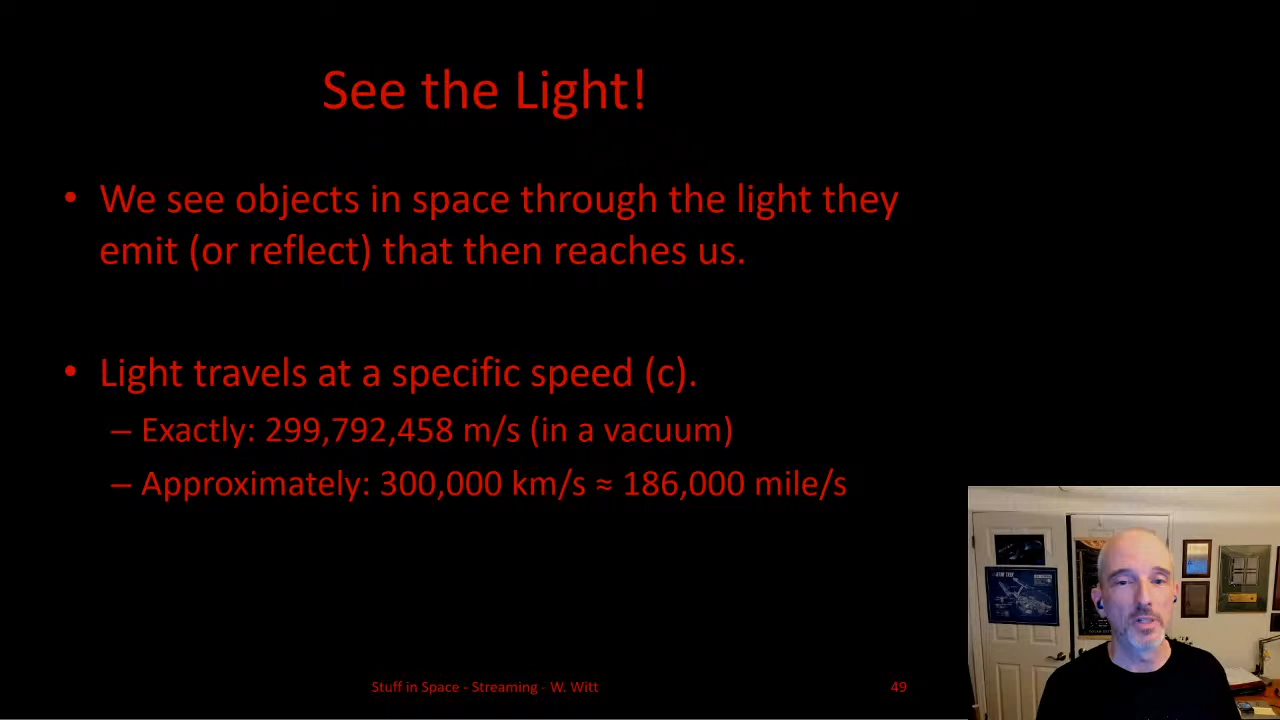 See the Light!
• We see objects in space through the light they
emit (or reflect) that then reaches us.
• Light travels at a specific speed (c).
– Exactly: 299,792,458 m/s (in a vacuum)
– Approximately: 300,000 km/s ≈ 186,000 mile/s
Stuff in Space - Streaming - W. Witt
49
STAR TREK